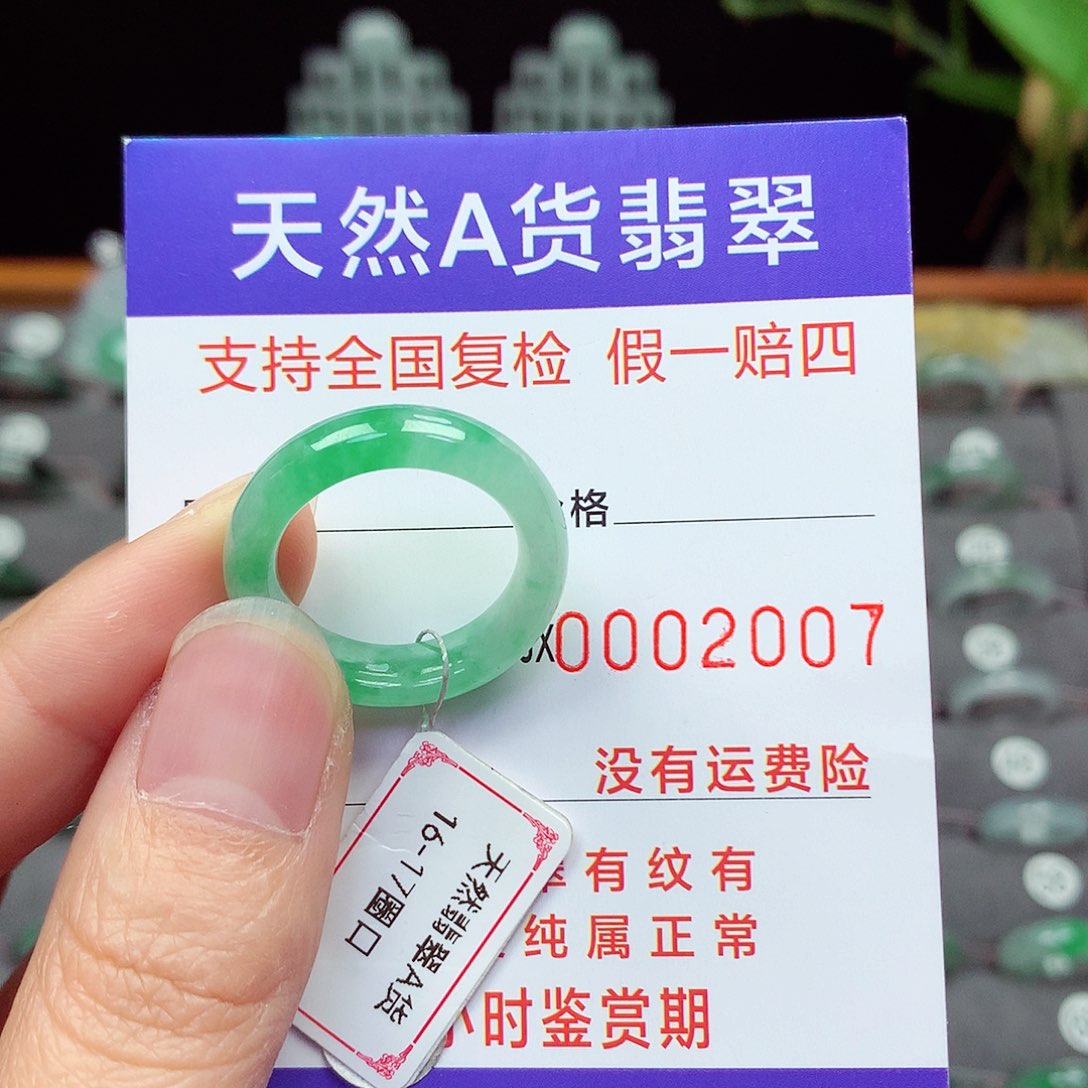 天然A货翡翠
支持全国复检 假一赔四
格
X0002007
没有运费险
有纹有
纯属正常
小时鉴赏期
天然翡翠A货
16-17圈口